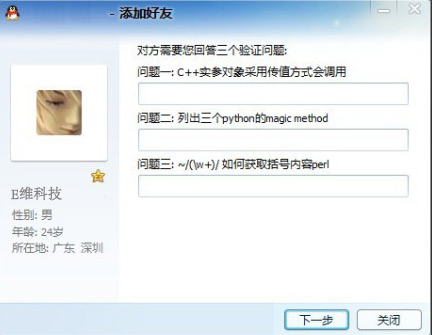 - 添加好友
对方需要您回答三个验证问题:
问题一: C++实参对象采用传值方式会调用
问题二: 列出三个python的magic method
问题三: ~/(\w+)/ 如何获取括号内容perl
E维科技
性别: 男
年龄: 24岁
所在地: 广东 深圳
下一步
关闭